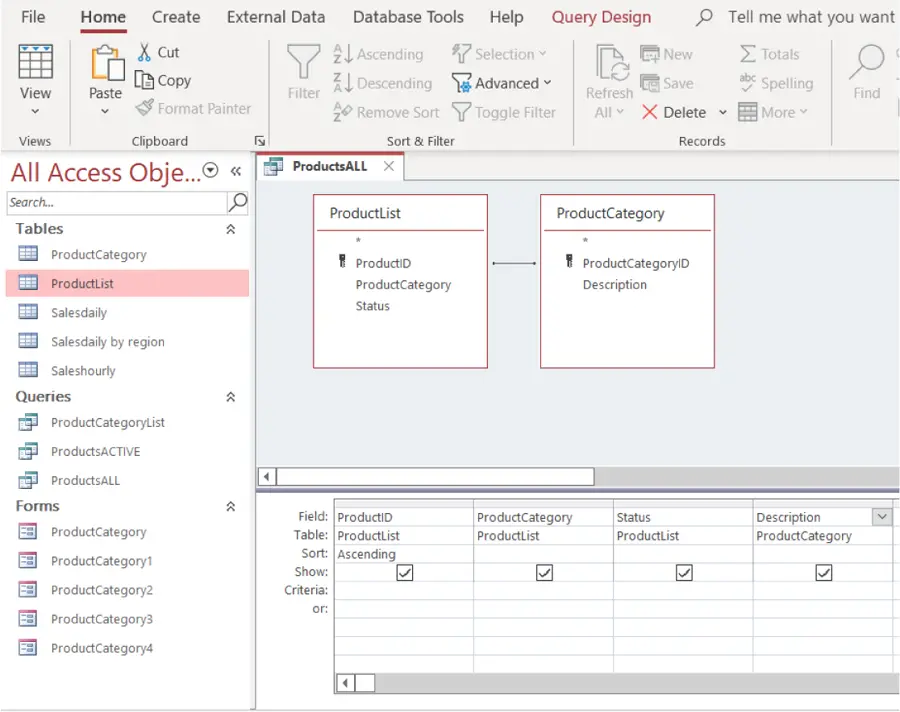 File Home Create External Data Database Tools Help Query Design Tell me what you want
View
Views
Paste
Cut
Copy
Format Painter
Clipboard
Filter
Ascending
Descending
Remove Sort
Selection
Advanced
Toggle Filter
Sort & Filter
Refresh
All
New
Save
Delete
Totals
Spelling
More
Records
Find
All Access Obje...
Search...
Tables
ProductCategory
ProductList
Salesdaily
Salesdaily by region
Saleshourly
Queries
ProductCategoryList
ProductsACTIVE
ProductsALL
Forms
ProductCategory
ProductCategory1
ProductCategory2
ProductCategory3
ProductCategory4
ProductsALL
ProductList
*
ProductID
ProductCategory
Status
ProductCategory
*
ProductCategoryID
Description
Field: ProductID ProductCategory Status Description
Table: ProductList ProductList ProductList ProductCategory
Sort: Ascending
Show:
Criteria:
or: